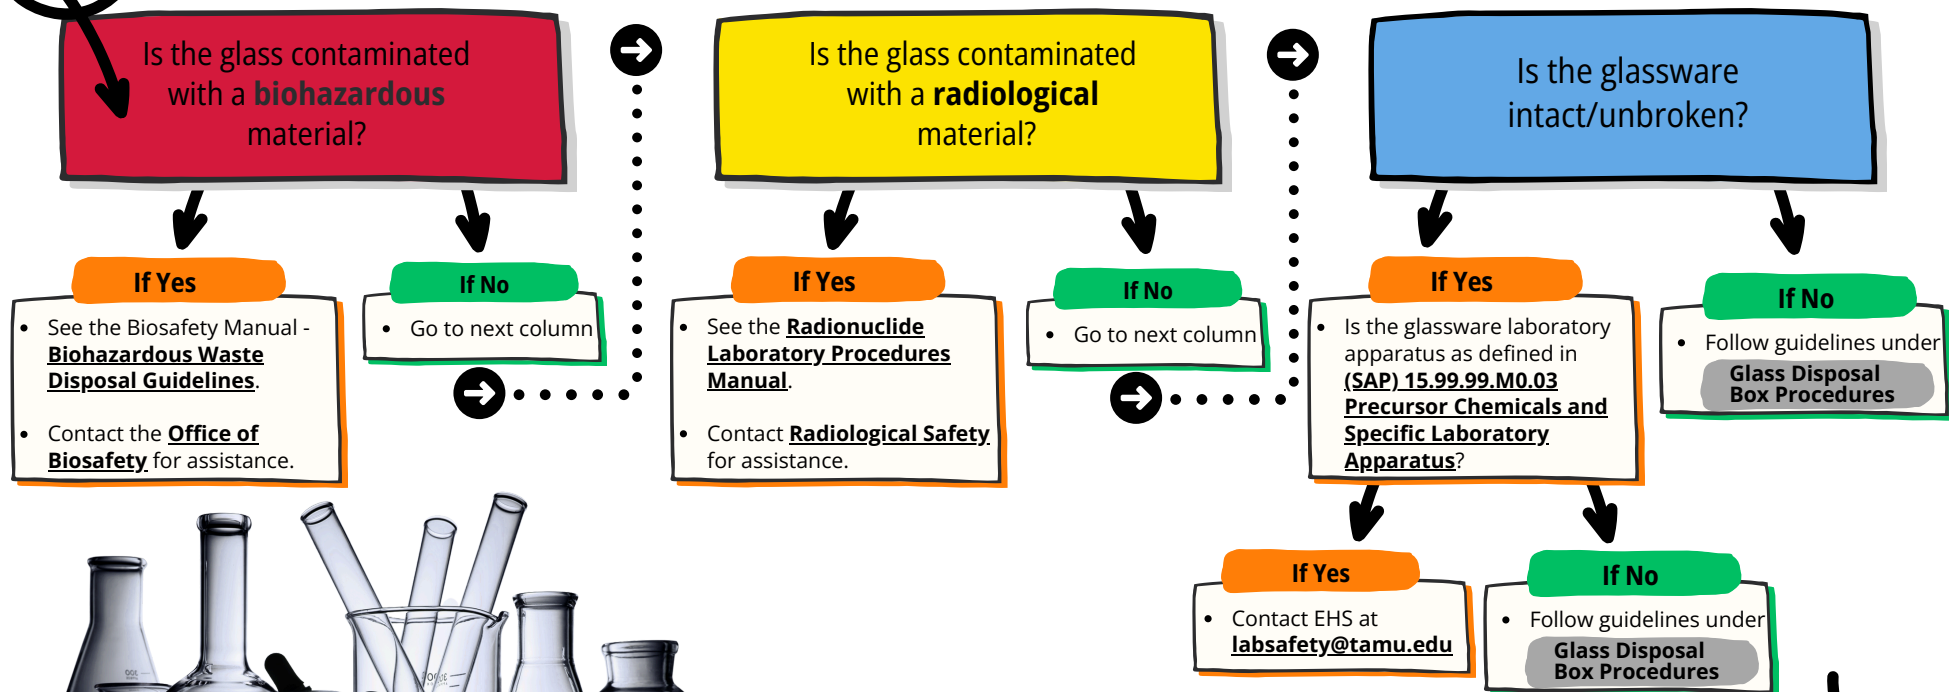 Is the glass contaminated
with a biohazardous
material?
If Yes
• See the Biosafety Manual -
Biohazardous Waste
Disposal Guidelines.
• Contact the Office of
Biosafety for assistance.
If No
• Go to next column
Is the glass contaminated
with a radiological
material?
If Yes
• See the Radionuclide
Laboratory Procedures
Manual.
• Contact Radiological Safety
for assistance.
If No
• Go to next column
Is the glassware
intact/unbroken?
If Yes
• Is the glassware laboratory
apparatus as defined in
(SAP) 15.99.99.M0.03
Precursor Chemicals and
Specific Laboratory
Apparatus?
If No
• Follow guidelines under
Glass Disposal
Box Procedures
If Yes
• Contact EHS at
labsafety@tamu.edu
If No
• Follow guidelines under
Glass Disposal
Box Procedures